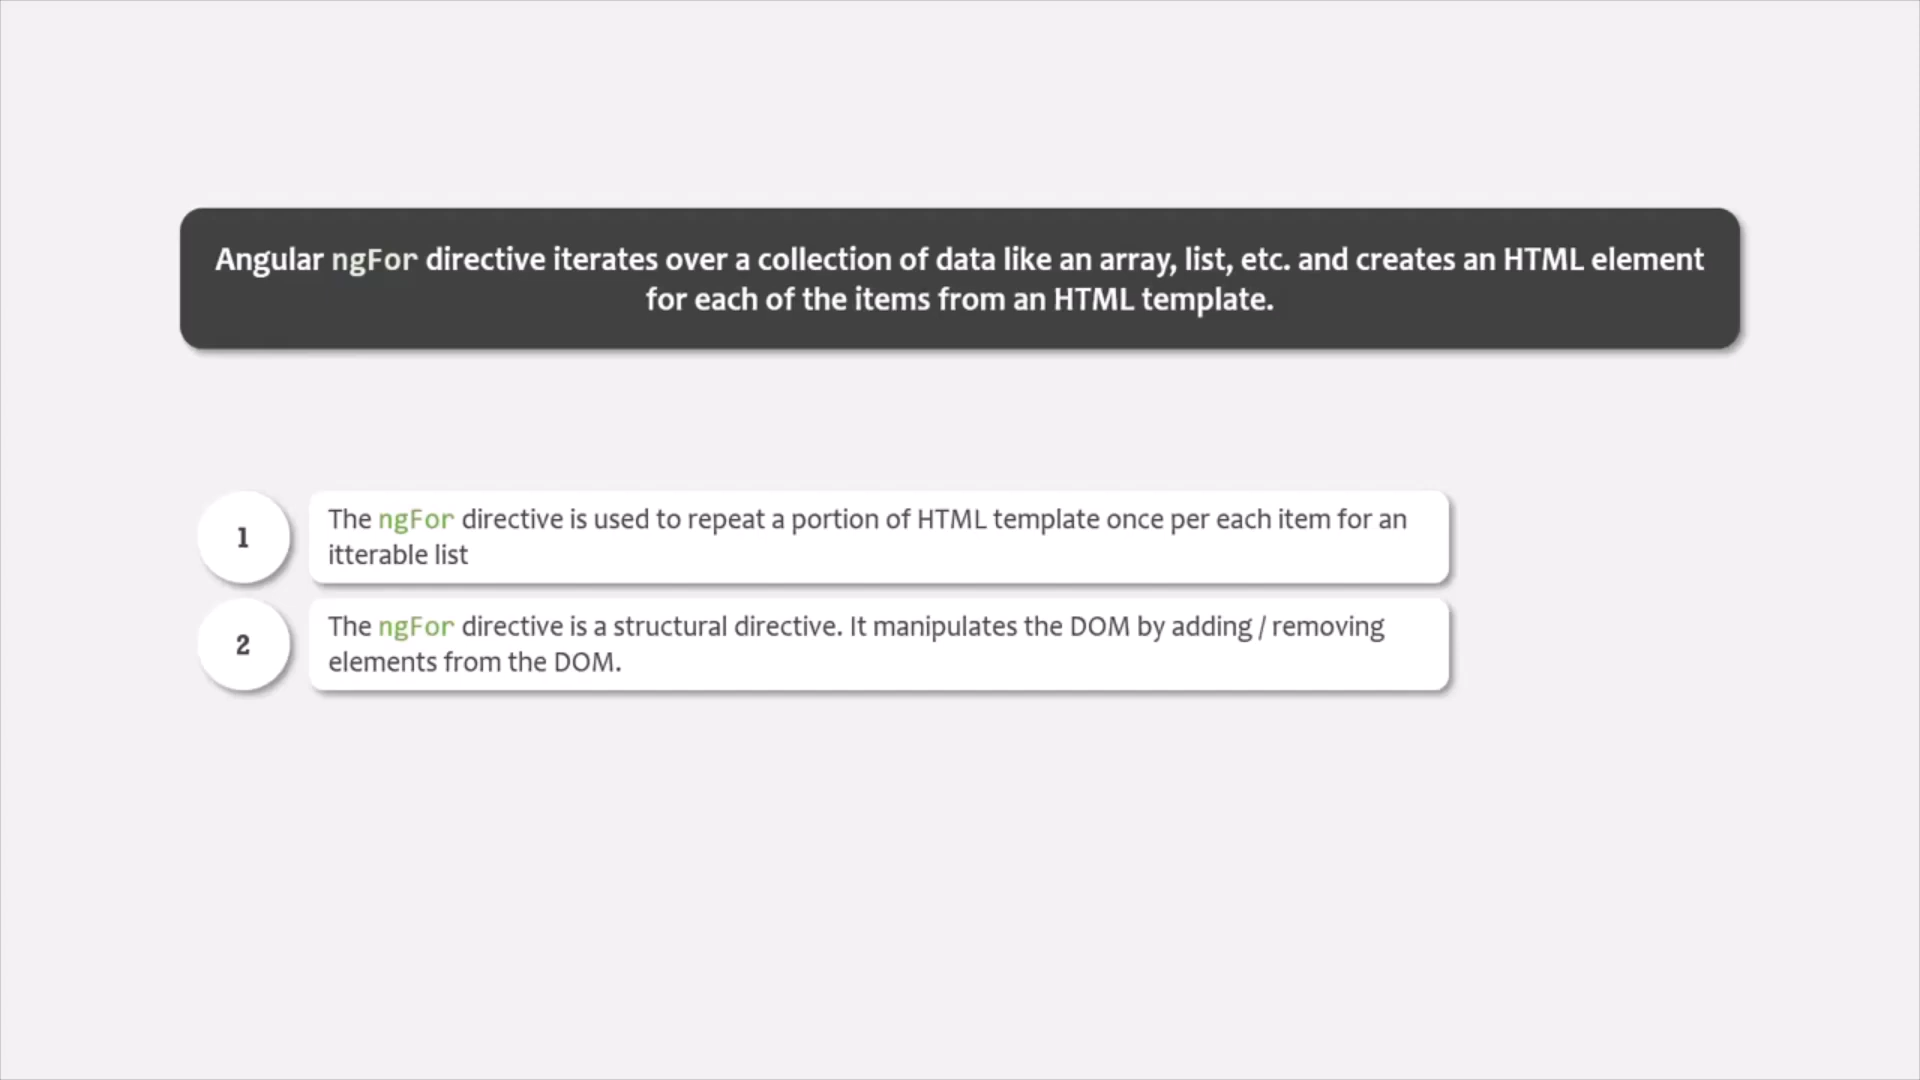 Angular ngFor directive iterates over a collection of data like an array, list, etc. and creates an HTML element
for each of the items from an HTML template.
1
The ngFor directive is used to repeat a portion of HTML template once per each item for an
itterable list
2
The ngFor directive is a structural directive. It manipulates the DOM by adding / removing
elements from the DOM.